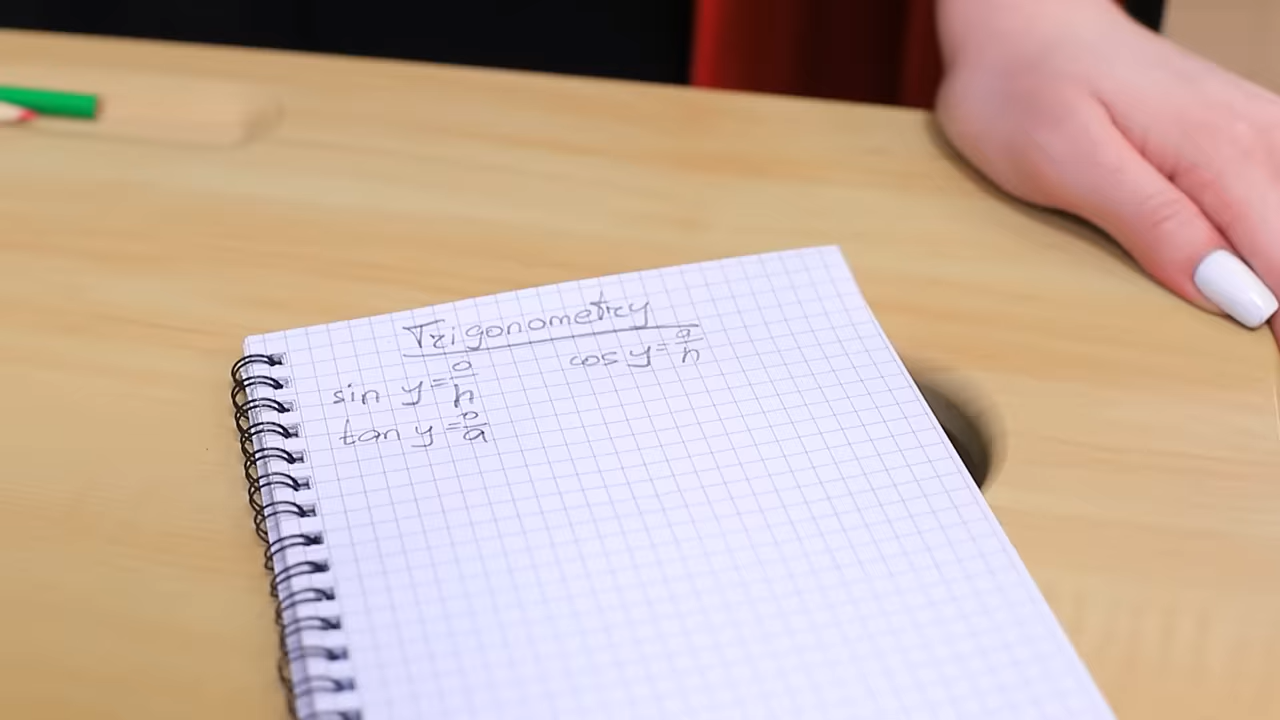 Trigonometry
sin y = o/h cos y = a/h
tan y = o/a